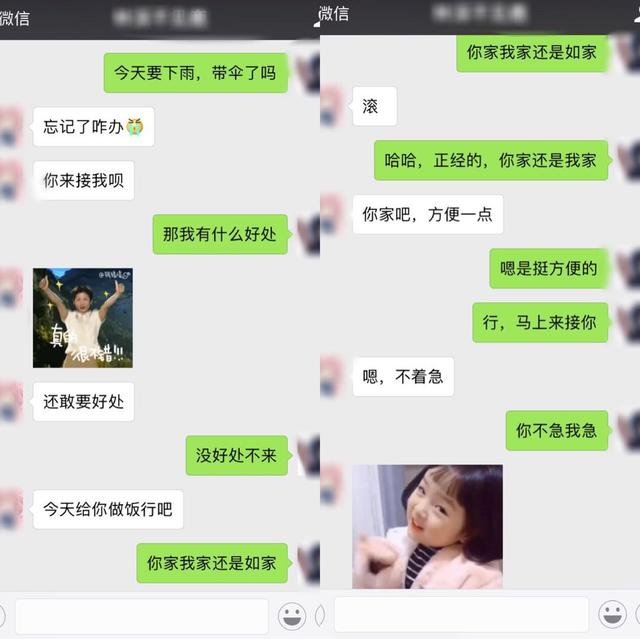 微信
今天要下雨，带伞了吗
忘记了咋办
你来接我呗
那我有什么好处
真的
很不错!!!
还敢要好处
没好处不来
今天给你做饭行吧
你家我家还是如家
微信
你家我家还是如家
滚
哈哈，正经的，你家还是我家
你家吧，方便一点
嗯是挺方便的
行，马上来接你
嗯，不着急
你不急我急